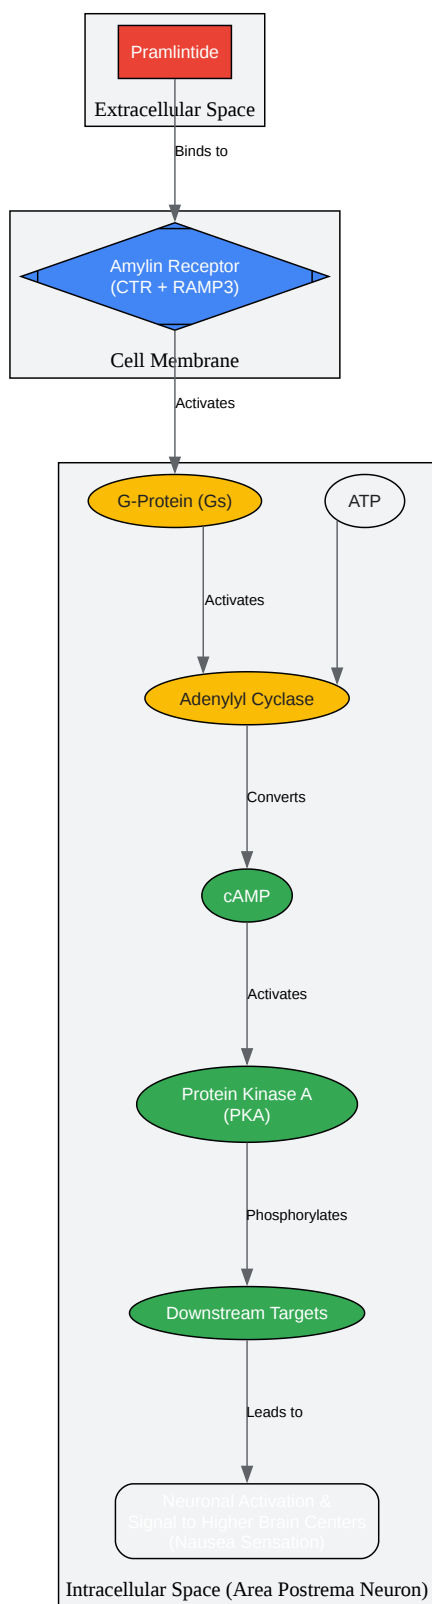 Pramlintide
Extracellular Space
Binds to
Amylin Receptor
(CTR + RAMP3)
Cell Membrane
Activates
G-Protein (Gs)
ATP
Activates
Adenylyl Cyclase
Converts
cAMP
Activates
Protein Kinase A
(PKA)
Phosphorylates
Downstream Targets
Leads to
Neuronal Activation &
Signal to Higher Brain Centers
(Nausea Sensation)
Intracellular Space (Area Postrema Neuron)